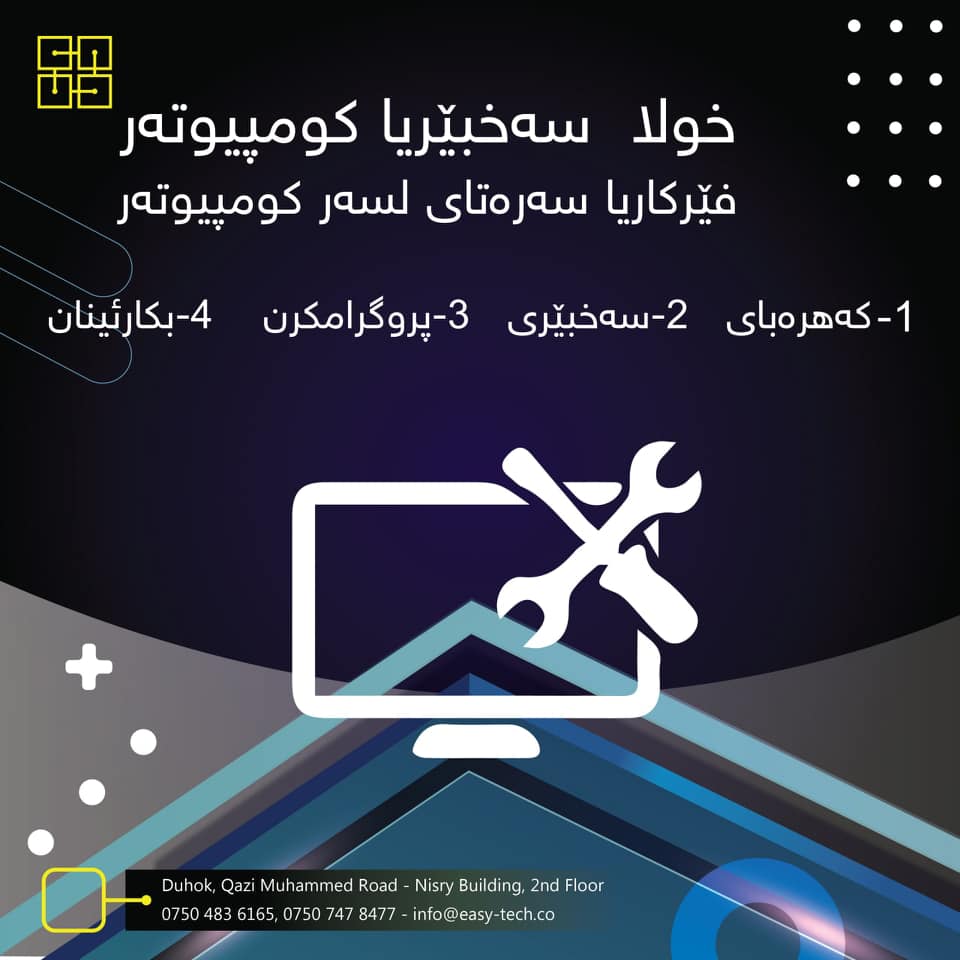 خولا سەخبێریا کومپیوتەر
فێرکاریا سەرەتای لسەر کومپیوتەر
1-کەهرەبای 2-سەخبێری 3-پروگرامکرن 4-بکارئینان
Duhok, Qazi Muhammed Road - Nisry Building, 2nd Floor
0750 483 6165, 0750 747 8477 - info@easy-tech.co